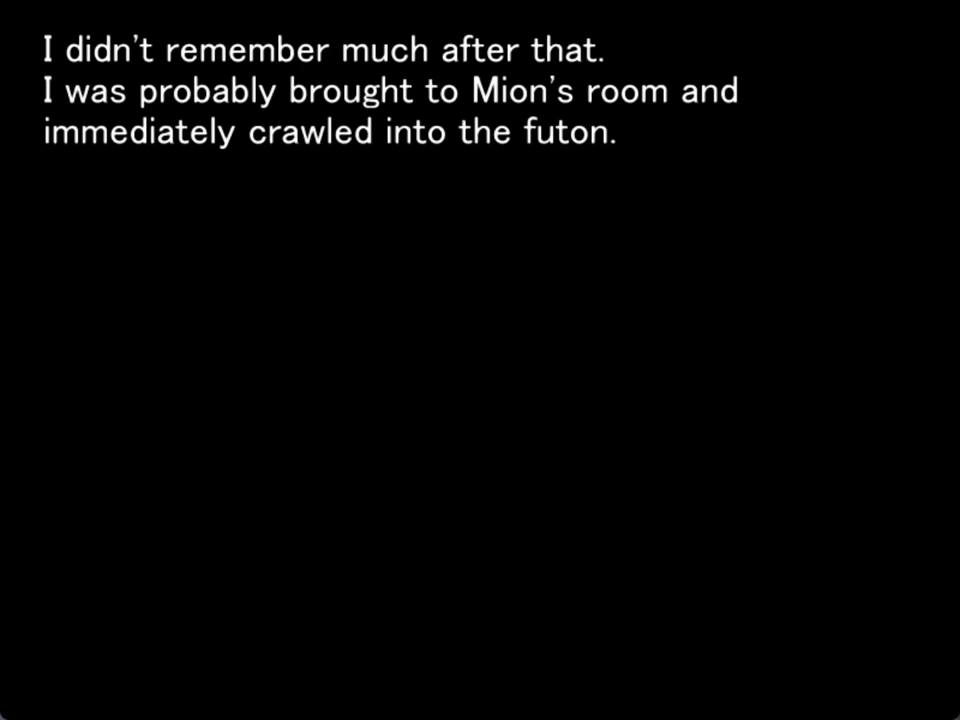 I didn't remember much after that.
I was probably brought to Mion's room and
immediately crawled into the futon.